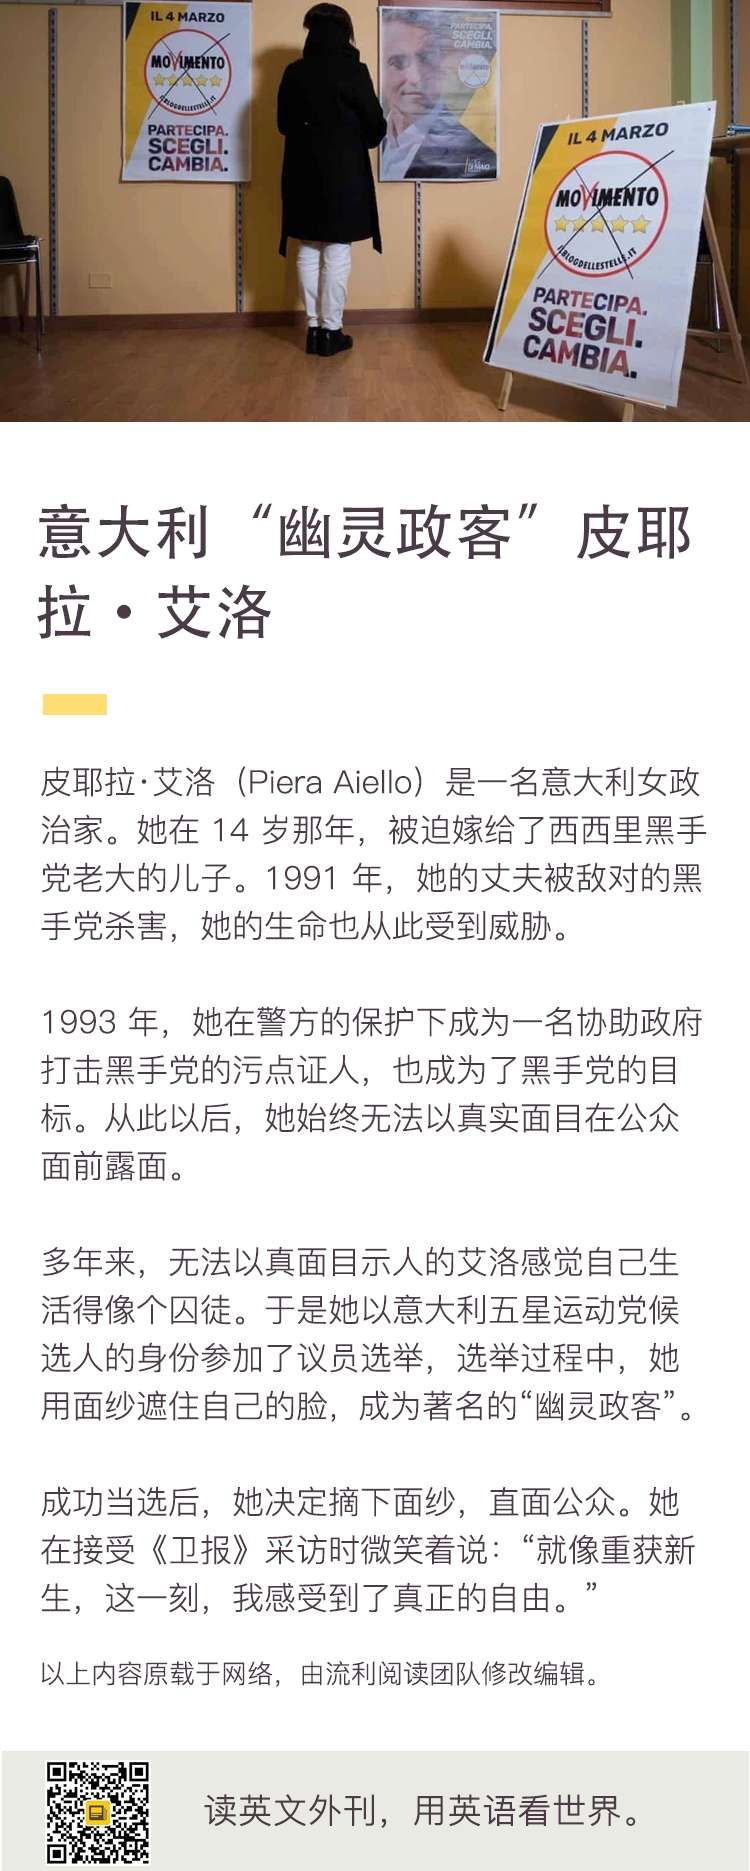 IL 4 MARZO
MOVIMENTO
ILBLOGDELLESTELLE.IT
PARTECIPA.
SCEGLI.
CAMBIA.
PARTECIPA.
SCEGLI.
CAMBIA.
IL 4 MARZO
MOVIMENTO
ILBLOGDELLESTELLE.IT
PARTECIPA.
SCEGLI.
CAMBIA.
意大利“幽灵政客”皮耶
拉·艾洛
皮耶拉·艾洛（Piera Aiello）是一名意大利女政
治家。她在 14 岁那年，被迫嫁给了西西里黑手
党老大的儿子。1991 年，她的丈夫被敌对的黑
手党杀害，她的生命也从此受到威胁。
1993 年，她在警方的保护下成为一名协助政府
打击黑手党的污点证人，也成为了黑手党的目
标。从此以后，她始终无法以真实面目在公众
面前露面。
多年来，无法以真面目示人的艾洛感觉自己生
活得像个囚徒。于是她以意大利五星运动党候
选人的身份参加了议员选举，选举过程中，她
用面纱遮住自己的脸，成为著名的“幽灵政客”。
成功当选后，她决定摘下面纱，直面公众。她
在接受《卫报》采访时微笑着说：“就像重获新
生，这一刻，我感受到了真正的自由。”
以上内容原载于网络，由流利阅读团队修改编辑。
读英文外刊，用英语看世界。